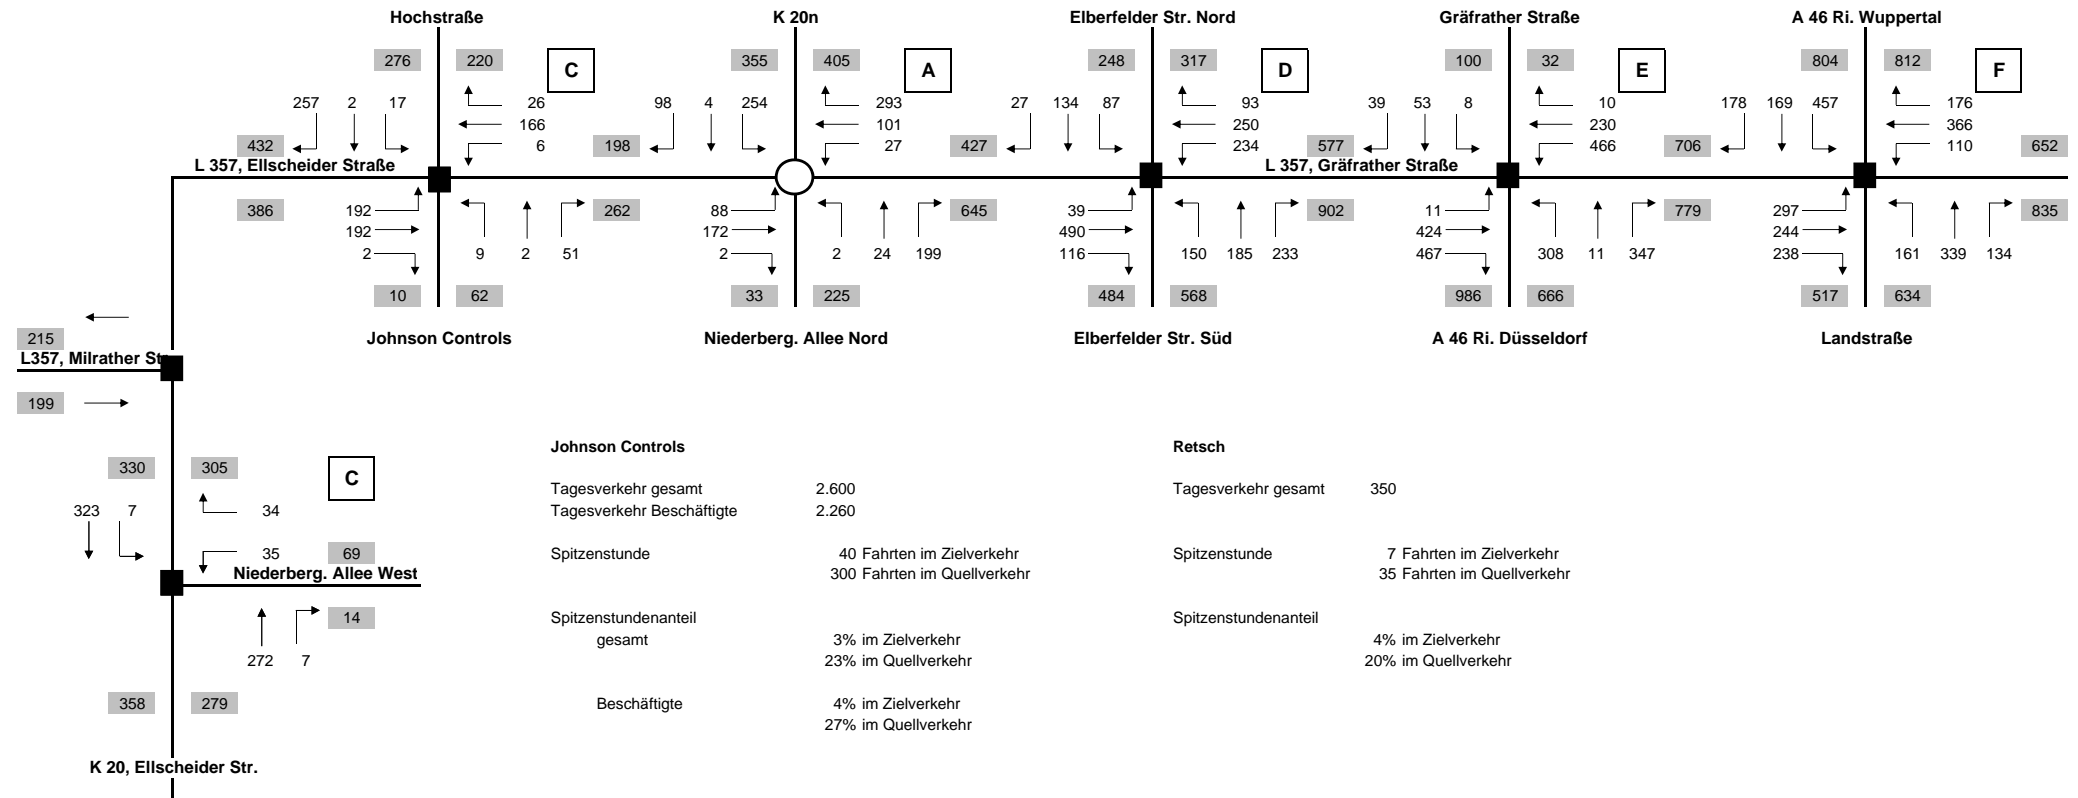 Hochstraße K 20n Elberfelder Str. Nord Gräfrather Straße A 46 Ri. Wuppertal
276 220 C 355 405 A 248 317 D 100 32 E 804 812 F
257 2 17 26 98 4 254 293 27 134 87 93 39 53 8 10 178 169 457 176
166 101 250 230 366
432 6 198 27 427 234 577 466 706 110 652
L 357, Ellscheider Straße L 357, Gräfrather Straße
386 192 262 88 645 39 902 11 779 297 835
192 172 490 424 244
2 9 2 51 2 2 24 199 116 150 185 233 467 308 11 347 238 161 339 134
10 62 33 225 484 568 986 666 517 634
Johnson Controls Niederberg. Allee Nord Elberfelder Str. Süd A 46 Ri. Düsseldorf Landstraße
215
L357, Milrather Str.
199
330 305 C
323 7 34
35 69
Niederberg. Allee West
14
272 7
358 279
K 20, Ellscheider Str.
Johnson Controls
Tagesverkehr gesamt 2.600
Tagesverkehr Beschäftigte 2.260
Spitzenstunde 40 Fahrten im Zielverkehr
300 Fahrten im Quellverkehr
Spitzenstundenanteil
gesamt 3% im Zielverkehr
23% im Quellverkehr
Beschäftigte 4% im Zielverkehr
27% im Quellverkehr
Retsch
Tagesverkehr gesamt 350
Spitzenstunde 7 Fahrten im Zielverkehr
35 Fahrten im Quellverkehr
Spitzenstundenanteil
4% im Zielverkehr
20% im Quellverkehr